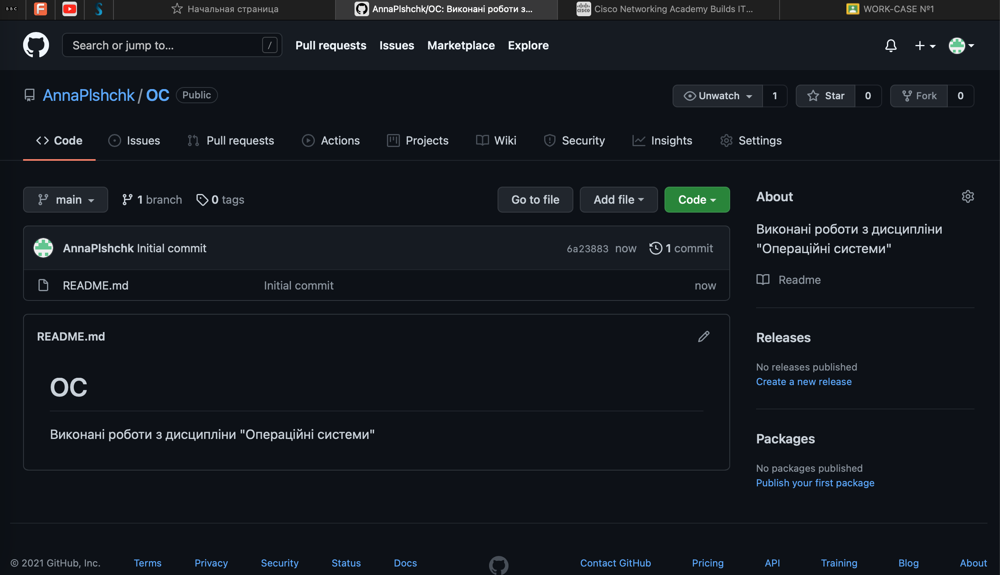 BBC
Начальная страница
AnnaPlshchk/OC: Виконані роботи з...
Cisco Networking Academy Builds IT...
WORK-CASE №1
Search or jump to...
/
Pull requests
Issues
Marketplace
Explore
AnnaPlshchk / OC
Public
Unwatch
1
Star
0
Fork
0
Code
Issues
Pull requests
Actions
Projects
Wiki
Security
Insights
Settings
main
1 branch
0 tags
Go to file
Add file
Code
AnnaPlshchk Initial commit
6a23883 now
1 commit
README.md
Initial commit
now
README.md
OC
Виконані роботи з дисципліни "Операційні системи"
About
Виконані роботи з дисципліни
"Операційні системи"
Readme
Releases
No releases published
Create a new release
Packages
No packages published
Publish your first package
© 2021 GitHub, Inc.
Terms
Privacy
Security
Status
Docs
Contact GitHub
Pricing
API
Training
Blog
About